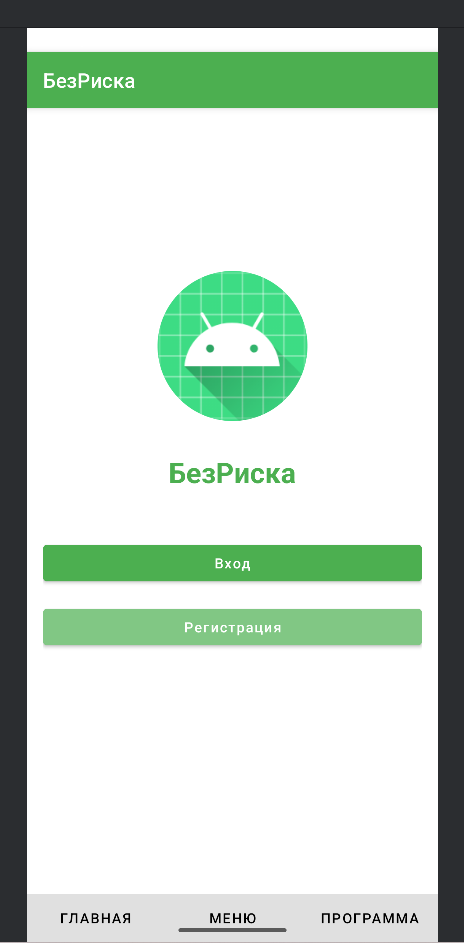 БезРиска
БезРиска
Вход
Регистрация
ГЛАВНАЯ МЕНЮ ПРОГРАММА